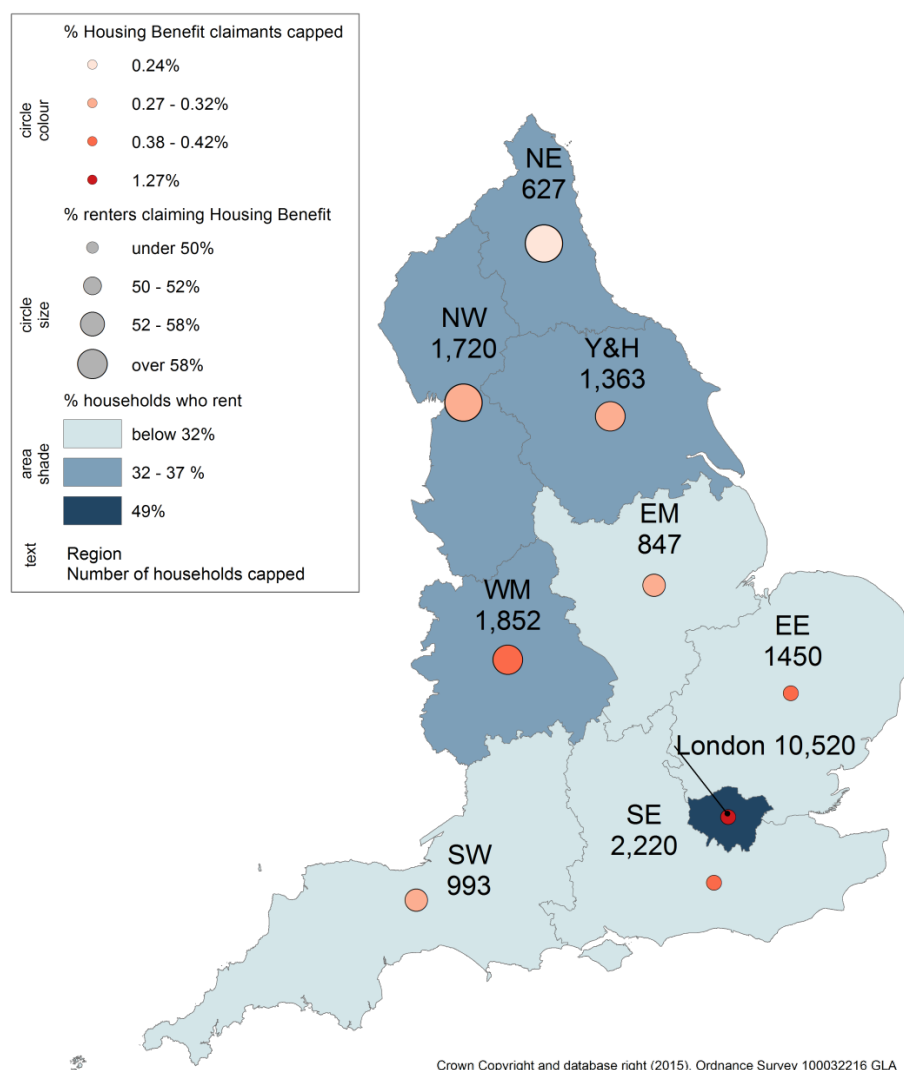 % Housing Benefit claimants capped
circle
colour
0.24%
0.27 - 0.32%
0.38 - 0.42%
1.27%
% renters claiming Housing Benefit
circle
size
under 50%
50 - 52%
52 - 58%
over 58%
% households who rent
area
shade
below 32%
32 - 37 %
49%
text
Region
Number of households capped
NE
627
NW
1,720
Y&H
1,363
EM
847
WM
1,852
EE
1450
London 10,520
SE
2,220
SW
993
Crown Copyright and database right (2015). Ordnance Survey 100032216 GLA